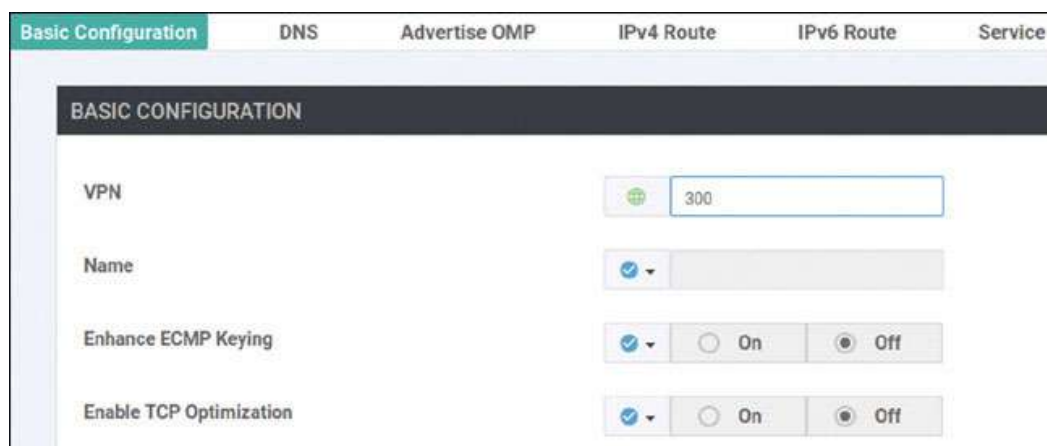 Basic Configuration DNS Advertise OMP IPv4 Route IPv6 Route Service
BASIC CONFIGURATION
VPN 300
Name
Enhance ECMP Keying On Off
Enable TCP Optimization On Off